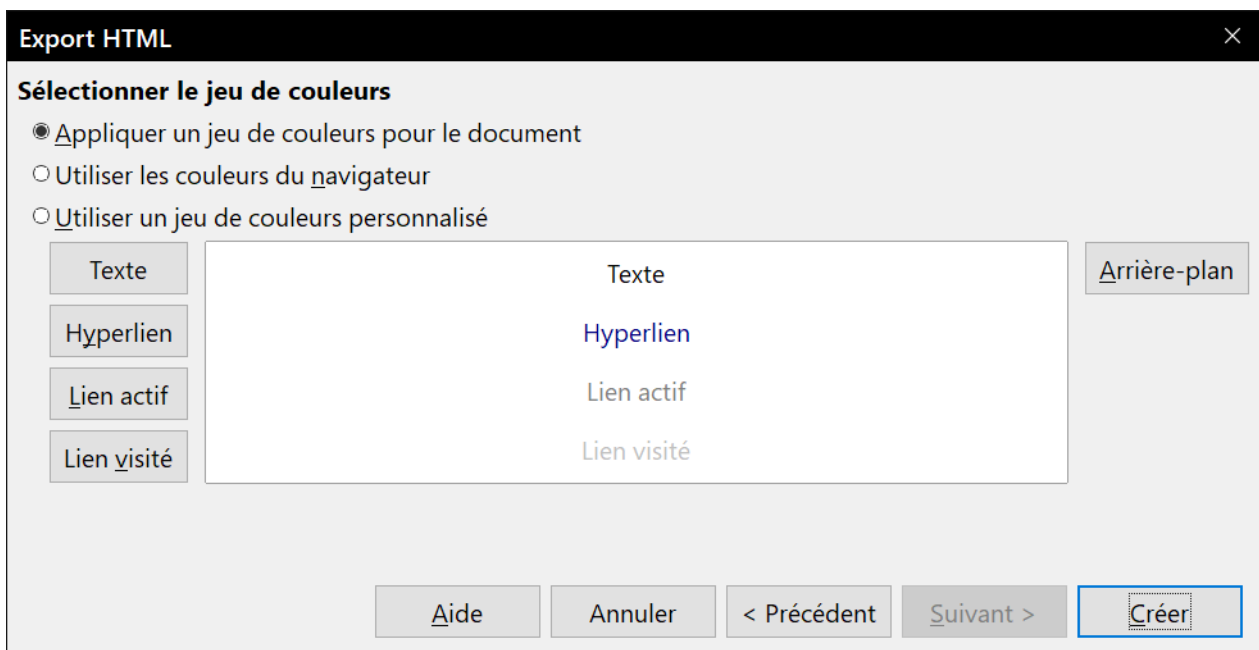 Export HTML
Sélectionner le jeu de couleurs
Appliquer un jeu de couleurs pour le document
Utiliser les couleurs du navigateur
Utiliser un jeu de couleurs personnalisé
Texte
Texte
Arrière-plan
Hyperlien
Hyperlien
Lien actif
Lien actif
Lien visité
Lien visité
Aide
Annuler
< Précédent
Suivant >
Créer